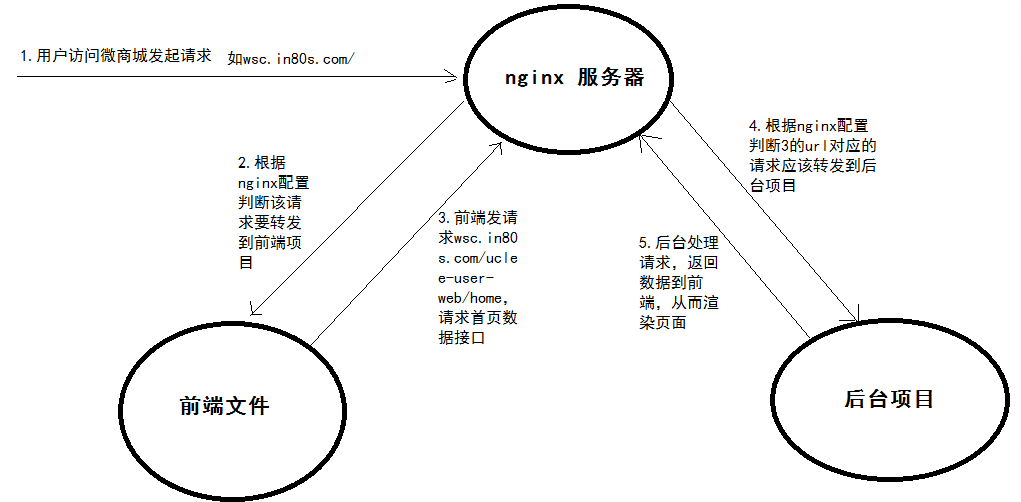 1.用户访问微商城发起请求 如wsc.in80s.com/
nginx 服务器
2.根据
nginx配置
判断该请
求要转发
到前端项
目
3.前端发请
求wsc.in80
s.com/ucle
e-user-
web/home,
请求首页数
据接口
4.根据nginx配置
判断3的url对应的
请求应该转发到后
台项目
5.后台处理
请求，返回
数据到前
端，从而渲
染页面
前端文件
后台项目